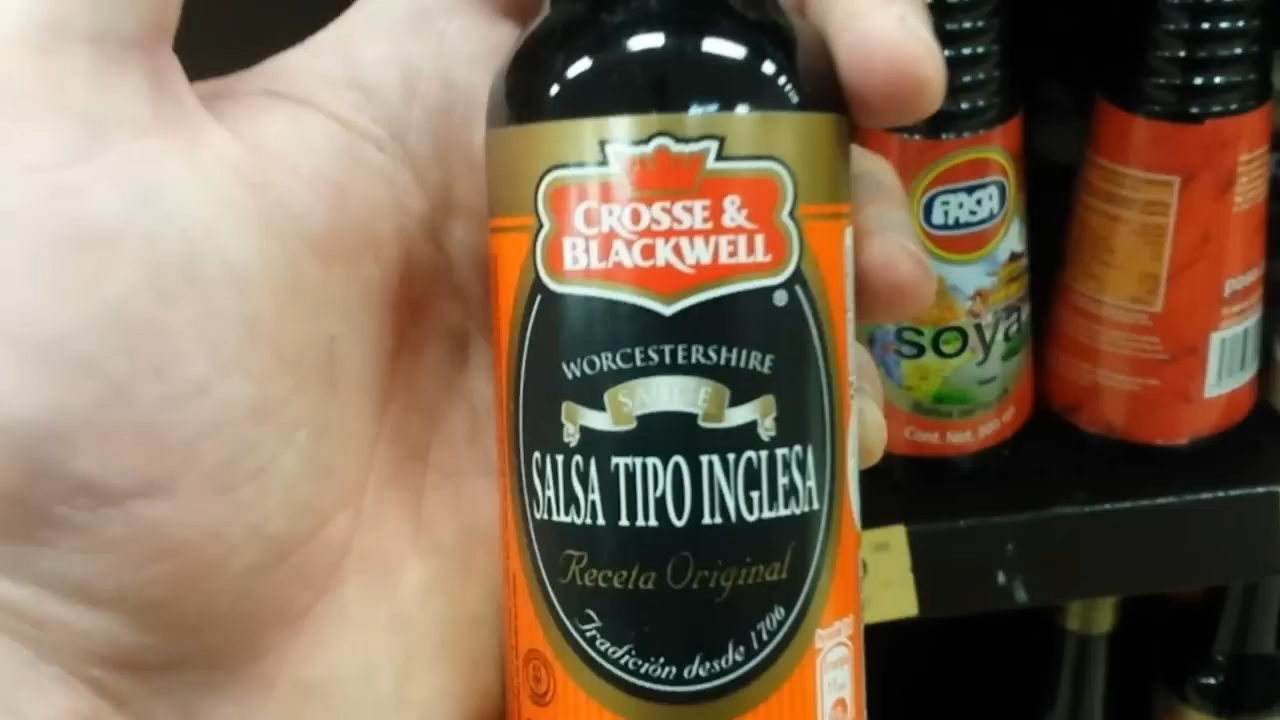 CROSSE &
BLACKWELL
®
WORCESTERSHIRE
SAUCE
SALSA TIPO INGLESA
Receta Original
Tradición desde 1706
FASA
soya
Cont. Net.